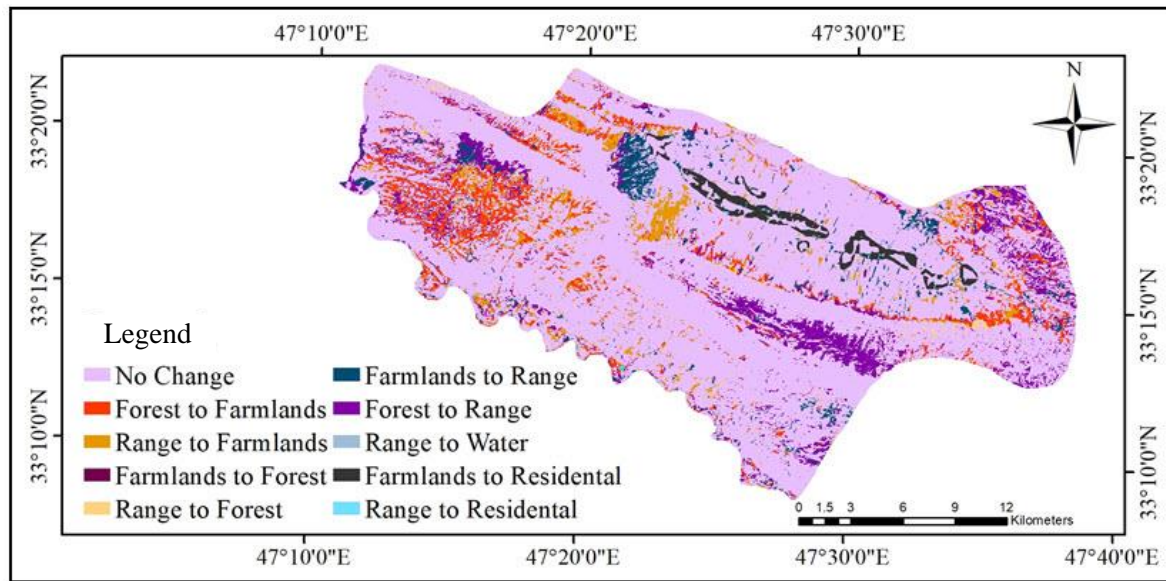 47°10'0"E 47°20'0"E 47°30'0"E
N
33°20'0"N
33°20'0"N
33°15'0"N
33°15'0"N
33°10'0"N
33°10'0"N
Legend
No Change
Forest to Farmlands
Range to Farmlands
Farmlands to Forest
Range to Forest
Farmlands to Range
Forest to Range
Range to Water
Farmlands to Residental
Range to Residental
0 1.5 3 6 9 12
Kilometers
47°10'0"E 47°20'0"E 47°30'0"E 47°40'0"E